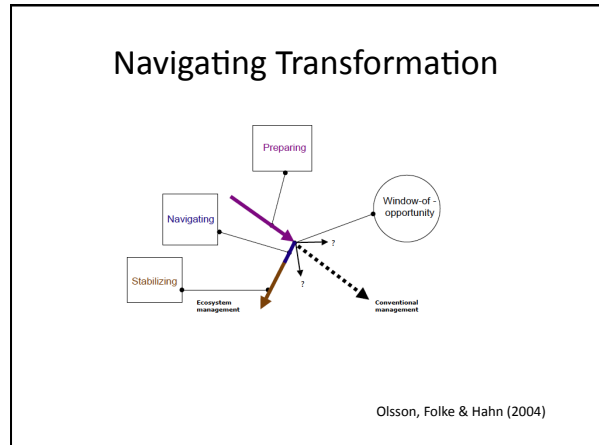 Navigating Transformation
Preparing
Window-of -
opportunity
Navigating
?
?
Stabilizing
Ecosystem
management
Conventional
management
Olsson, Folke & Hahn (2004)